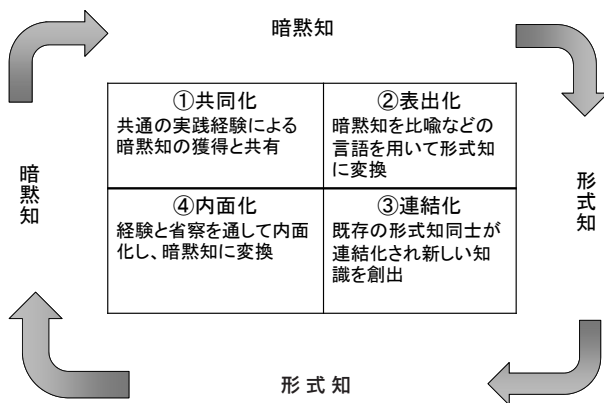 暗黙知
①共同化
共通の実践経験による
暗黙知の獲得と共有
②表出化
暗黙知を比喩などの
言語を用いて形式知
に変換
暗黙知
形式知
④内面化
経験と省察を通して内面
化し、暗黙知に変換
③連結化
既存の形式知同士が
連結化され新しい知
識を創出
形式知